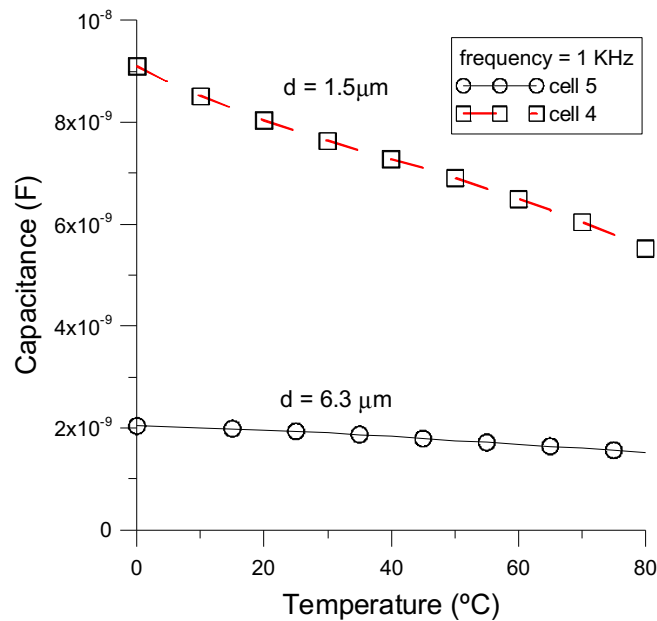 10⁻⁸
8x10⁻⁹
6x10⁻⁹
4x10⁻⁹
2x10⁻⁹
0
Capacitance (F)
d = 1.5μm
d = 6.3 μm
frequency = 1 KHz
cell 5
cell 4
0 20 40 60 80
Temperature (ºC)